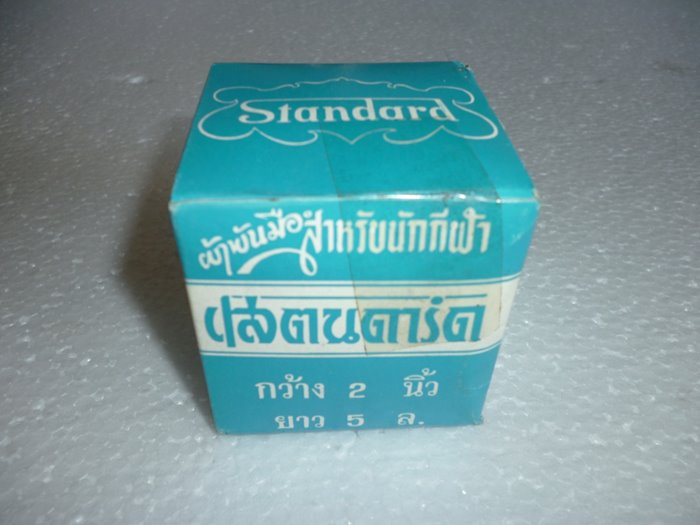 Standard
ผ้าพันมือสำหรับนักกีฬา
แสตนดาร์ด
กว้าง 2 นิ้ว
ยาว 5 ล.